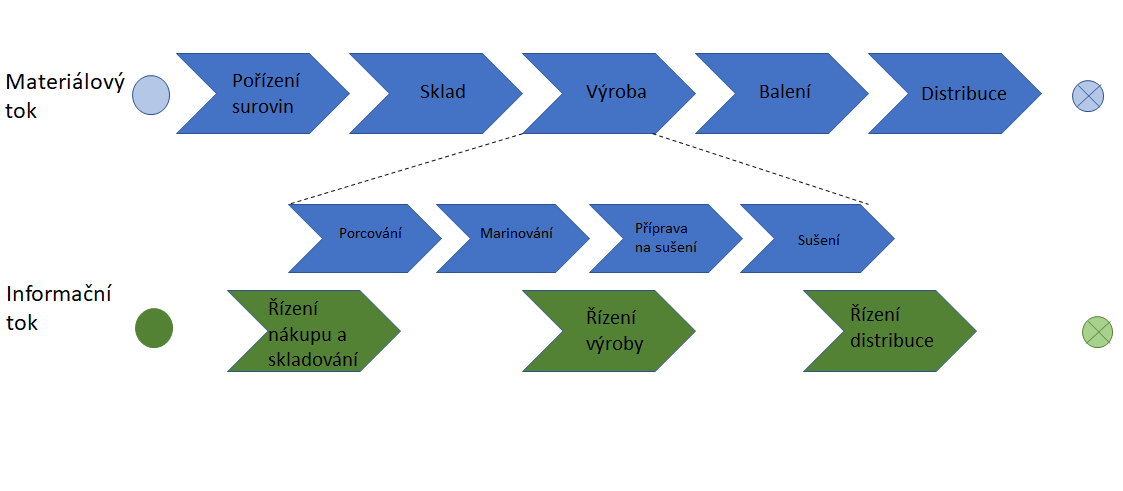 Materiálový
tok
Pořízení
surovin
Sklad
Výroba
Balení
Distribuce
Porcování
Marinování
Příprava
na sušení
Sušení
Informační
tok
Řízení
nákupu a
skladování
Řízení
výroby
Řízení
distribuce